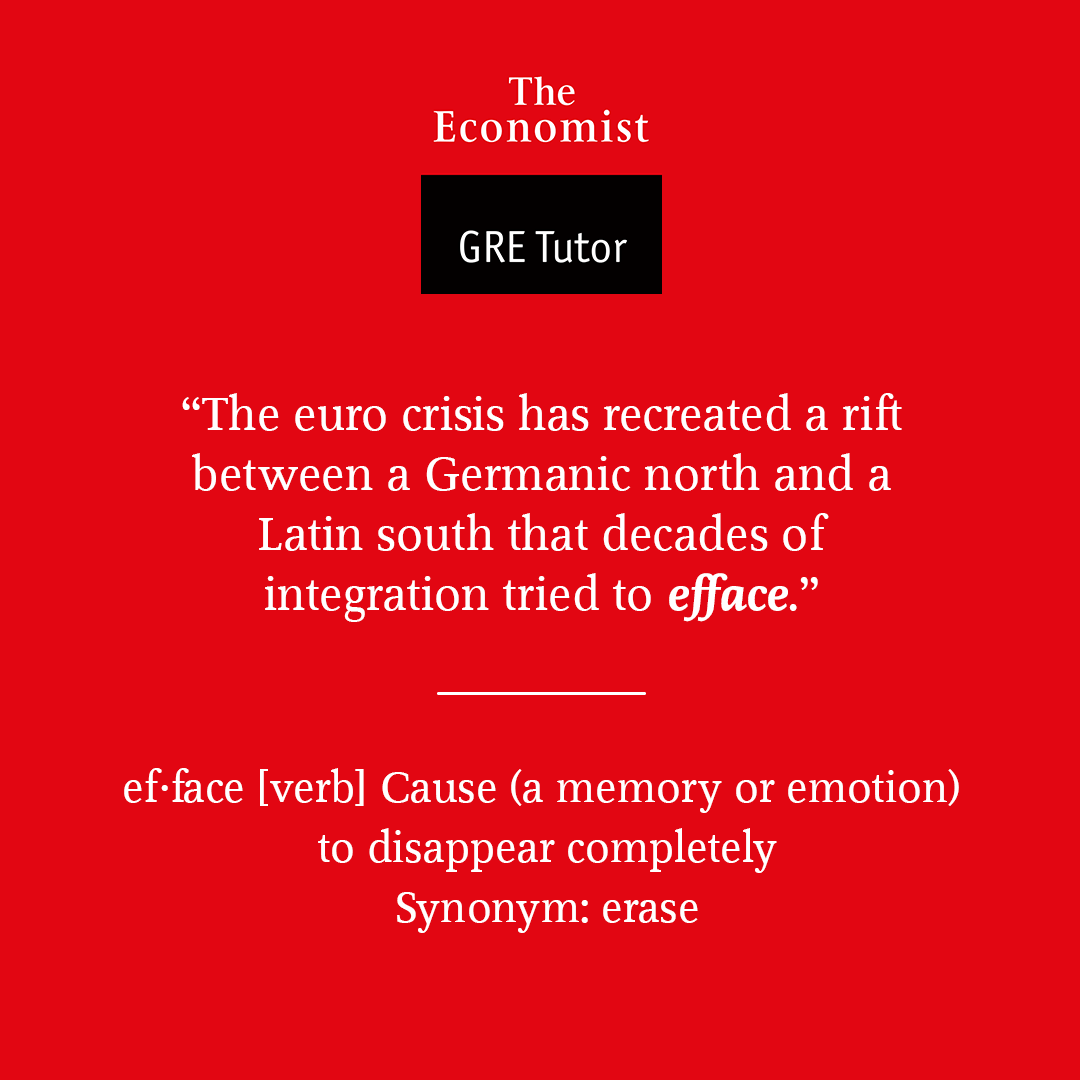 The
Economist
GRE Tutor
“The euro crisis has recreated a rift
between a Germanic north and a
Latin south that decades of
integration tried to efface.”
ef·face [verb] Cause (a memory or emotion)
to disappear completely
Synonym: erase